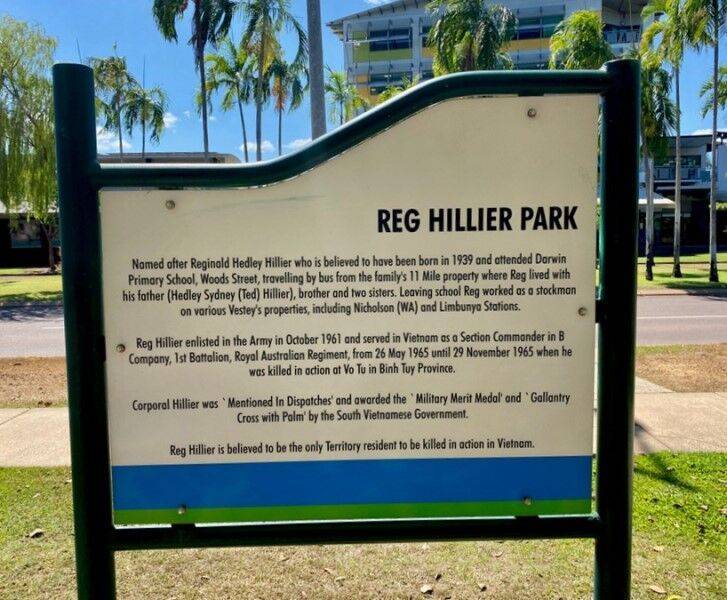 REG HILLIER PARK
Named after Reginald Hedley Hillier who is believed to have been born in 1939 and attended Darwin
Primary School, Woods Street, travelling by bus from the family's 11 Mile property where Reg lived with
his father (Hedley Sydney (Ted) Hillier), brother and two sisters. Leaving school Reg worked as a stockman
on various Vestey's properties, including Nicholson (WA) and Limbunya Stations.
Reg Hillier enlisted in the Army in October 1961 and served in Vietnam as a Section Commander in B
Company, 1st Battalion, Royal Australian Regiment, from 26 May 1965 until 29 November 1965 when he
was killed in action at Vo Tu in Binh Tuy Province.
Corporal Hillier was `Mentioned In Dispatches' and awarded the `Military Merit Medal' and `Gallantry
Cross with Palm' by the South Vietnamese Government.
Reg Hillier is believed to be the only Territory resident to be killed in action in Vietnam.